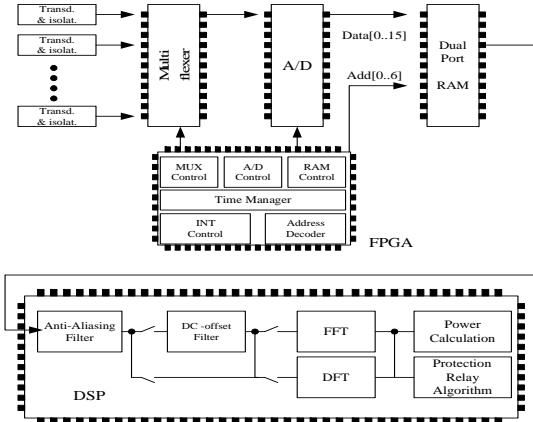 Transd.
& isolat.
Transd.
& isolat.
Transd.
& isolat.
Multi
flexer
A/D
Data[0..15]
Add[0..6]
Dual
Port
RAM
MUX
Control
A/D
Control
RAM
Control
Time Manager
INT
Control
Address
Decoder
FPGA
Anti-Aliasing
Filter
DC -offset
Filter
FFT
Power
Calculation
DFT
Protection
Relay
Algorithm
DSP